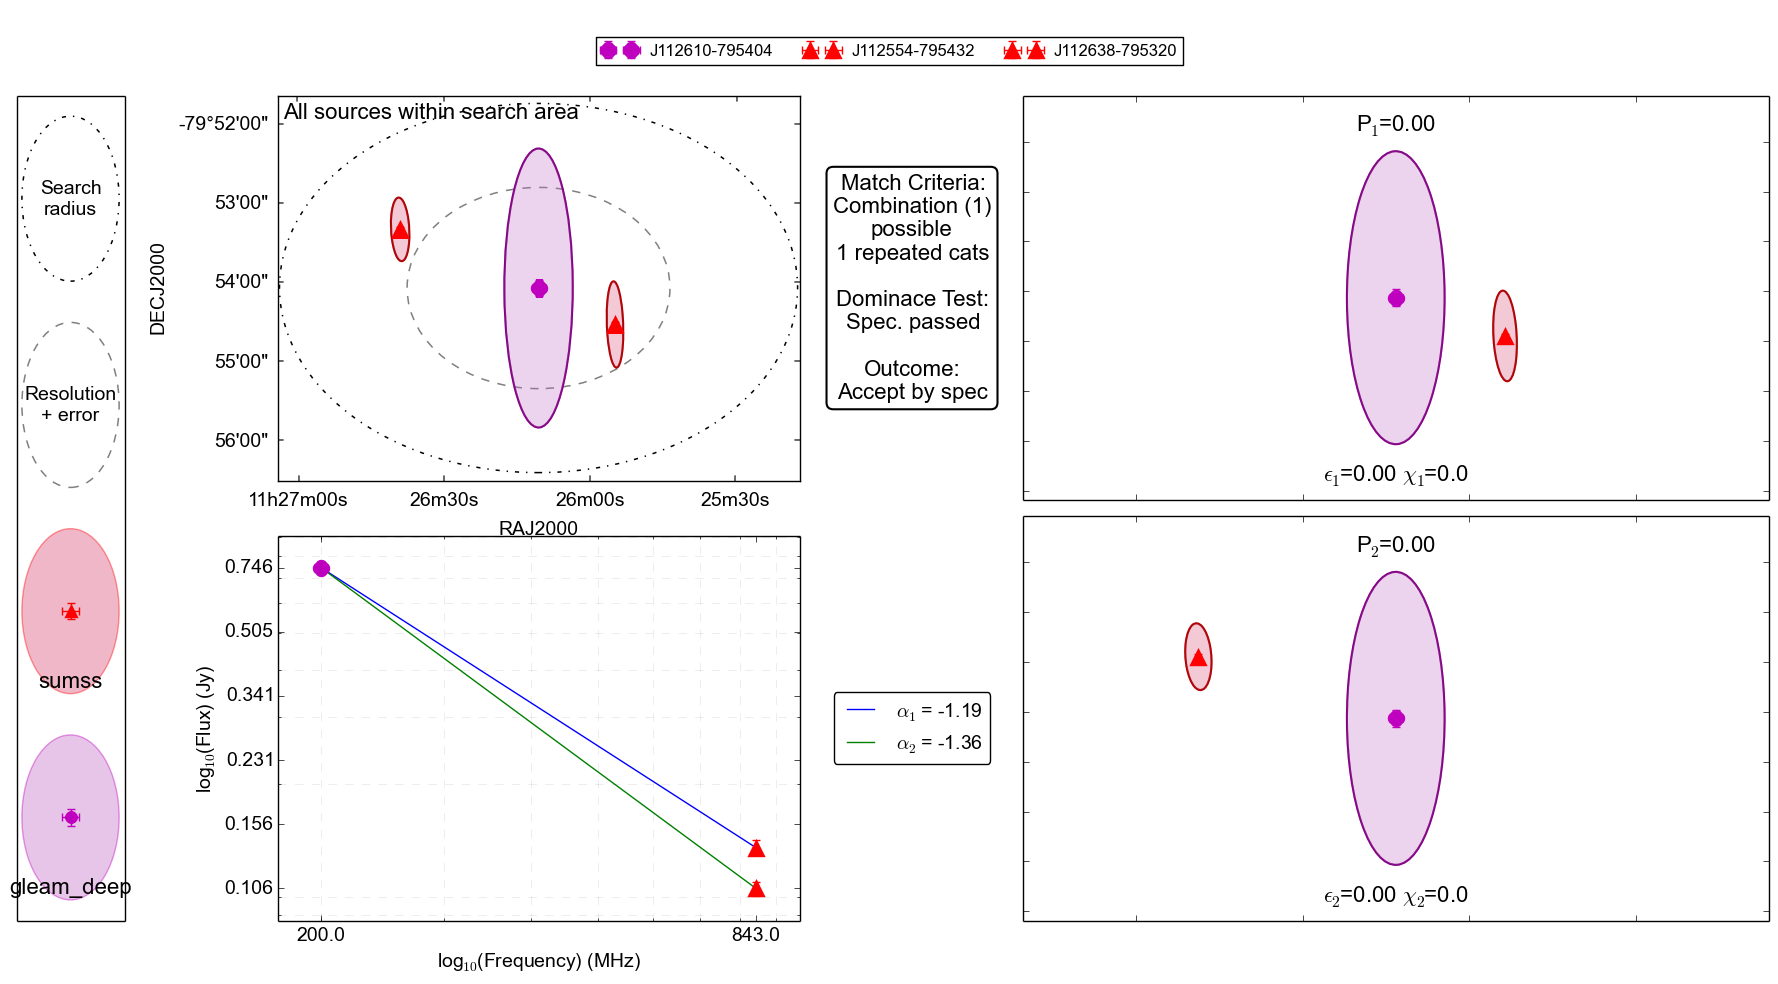 J112610-795404 J112554-795432 J112638-795320
Search
radius
Resolution
+ error
sumss
gleam_deep
All sources within search area
DECJ2000
-79°52'00"
53'00"
54'00"
55'00"
56'00"
11h27m00s 26m30s 26m00s 25m30s
RAJ2000
Match Criteria:
Combination (1)
possible
1 repeated cats
Dominace Test:
Spec. passed
Outcome:
Accept by spec
P₁=0.00
ϵ₁=0.00 χ₁=0.0
log₁₀(Flux) (Jy)
0.746
0.505
0.341
0.231
0.156
0.106
200.0 843.0
log₁₀(Frequency) (MHz)
α₁ = -1.19
α₂ = -1.36
P₂=0.00
ϵ₂=0.00 χ₂=0.0